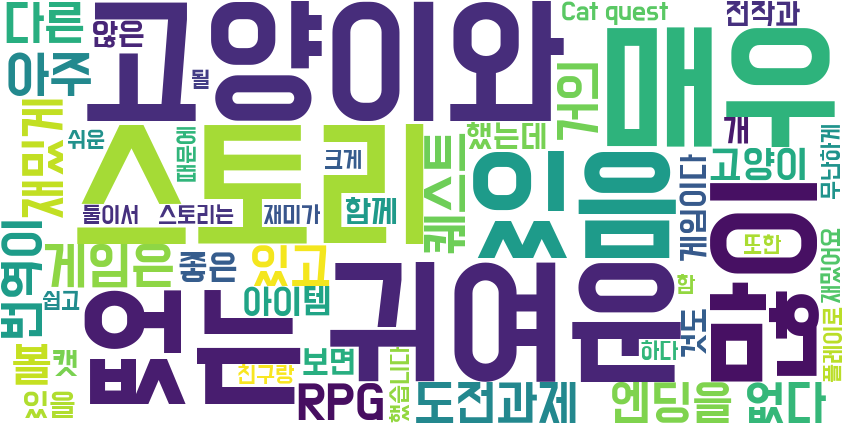 다른
않은
고양이와
Cat quest
전작과
아주
될
매우
재밌게
쉬운
스토리
때문에
퀘스트
했는데
거의
개
고양이
무난하게
크게
있음
게임이다
둘이서
스토리는
재미가
함께
이
또한
번역이
게임은
좋은
있고
재밌어요
쉽고
없는
귀여운
아이템
함
험
것도
플레이로
볼
캣
보면
하다
친구랑
있을
RPG
했습니다
도전과제
엔딩을
없다